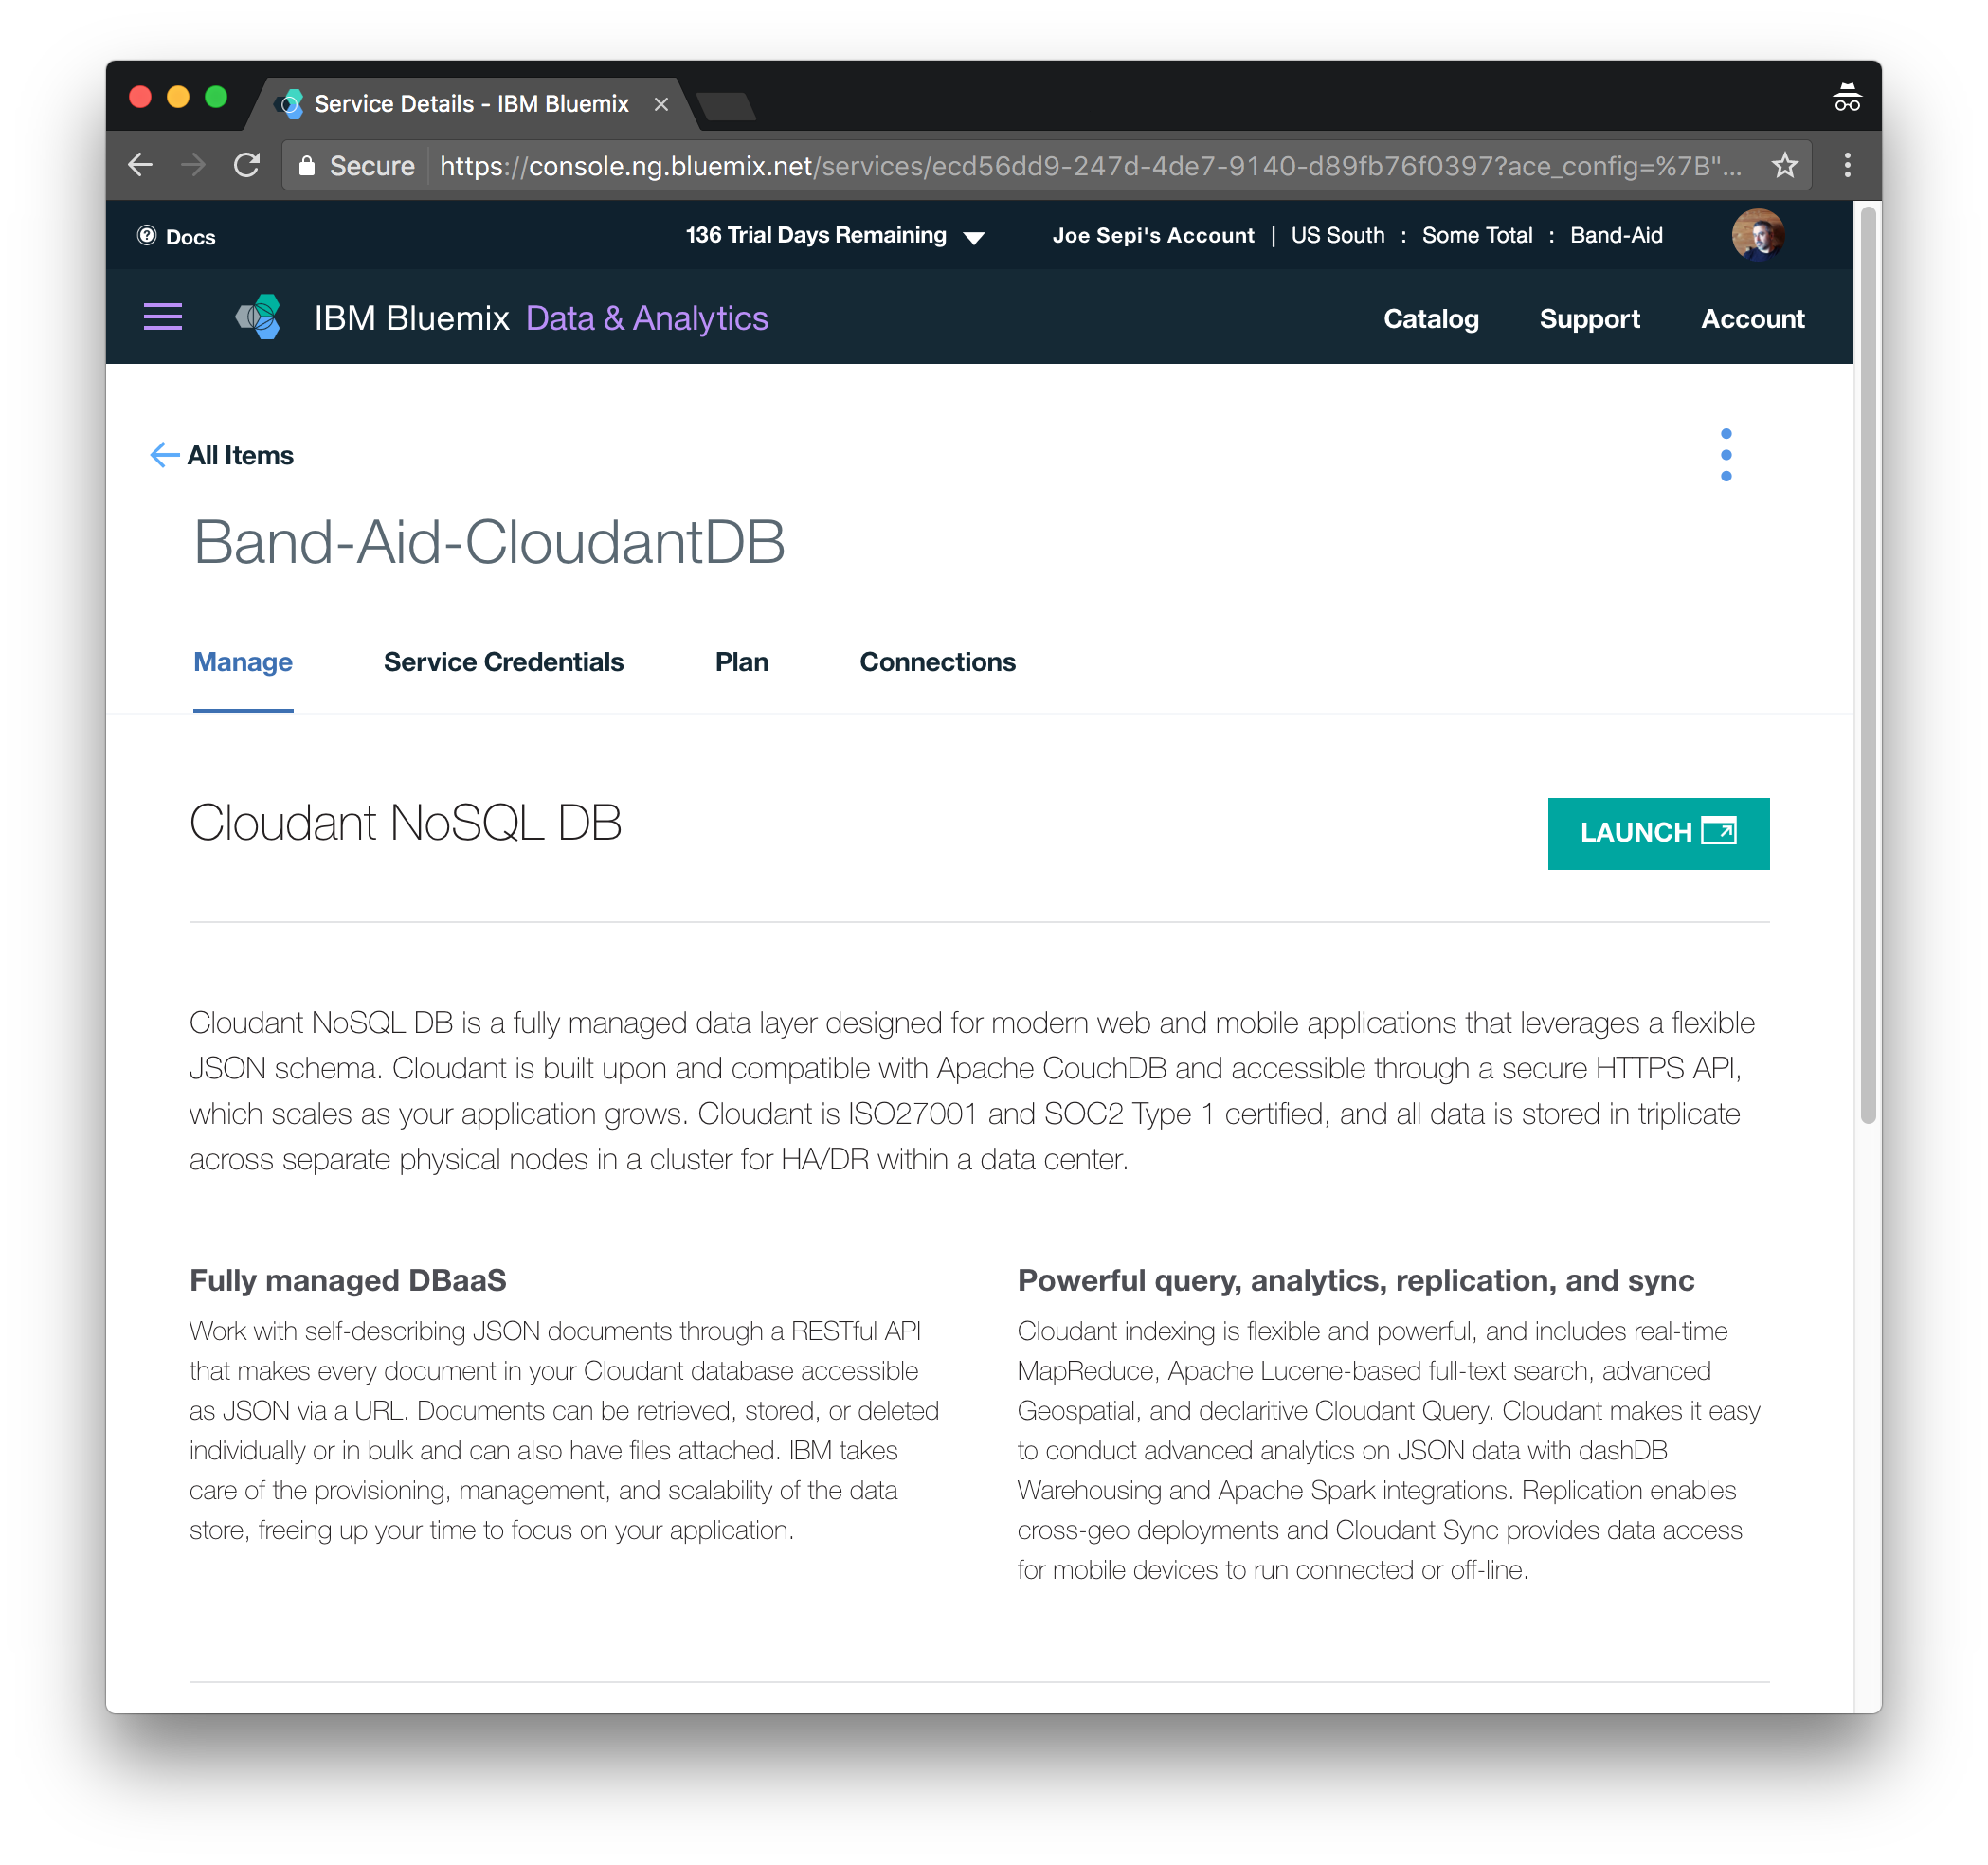 Service Details - IBM Bluemix
Secure https://console.ng.bluemix.net/services/ecd56dd9-247d-4de7-9140-d89fb76f0397?ace_config=%7B"...
Docs 136 Trial Days Remaining Joe Sepi's Account | US South : Some Total : Band-Aid
IBM Bluemix Data & Analytics Catalog Support Account
All Items
Band-Aid-CloudantDB
Manage Service Credentials Plan Connections
Cloudant NoSQL DB LAUNCH
Cloudant NoSQL DB is a fully managed data layer designed for modern web and mobile applications that leverages a flexible
JSON schema. Cloudant is built upon and compatible with Apache CouchDB and accessible through a secure HTTPS API,
which scales as your application grows. Cloudant is ISO27001 and SOC2 Type 1 certified, and all data is stored in triplicate
across separate physical nodes in a cluster for HA/DR within a data center.
Fully managed DBaaS
Work with self-describing JSON documents through a RESTful API
that makes every document in your Cloudant database accessible
as JSON via a URL. Documents can be retrieved, stored, or deleted
individually or in bulk and can also have files attached. IBM takes
care of the provisioning, management, and scalability of the data
store, freeing up your time to focus on your application.
Powerful query, analytics, replication, and sync
Cloudant indexing is flexible and powerful, and includes real-time
MapReduce, Apache Lucene-based full-text search, advanced
Geospatial, and declaritive Cloudant Query. Cloudant makes it easy
to conduct advanced analytics on JSON data with dashDB
Warehousing and Apache Spark integrations. Replication enables
cross-geo deployments and Cloudant Sync provides data access
for mobile devices to run connected or off-line.